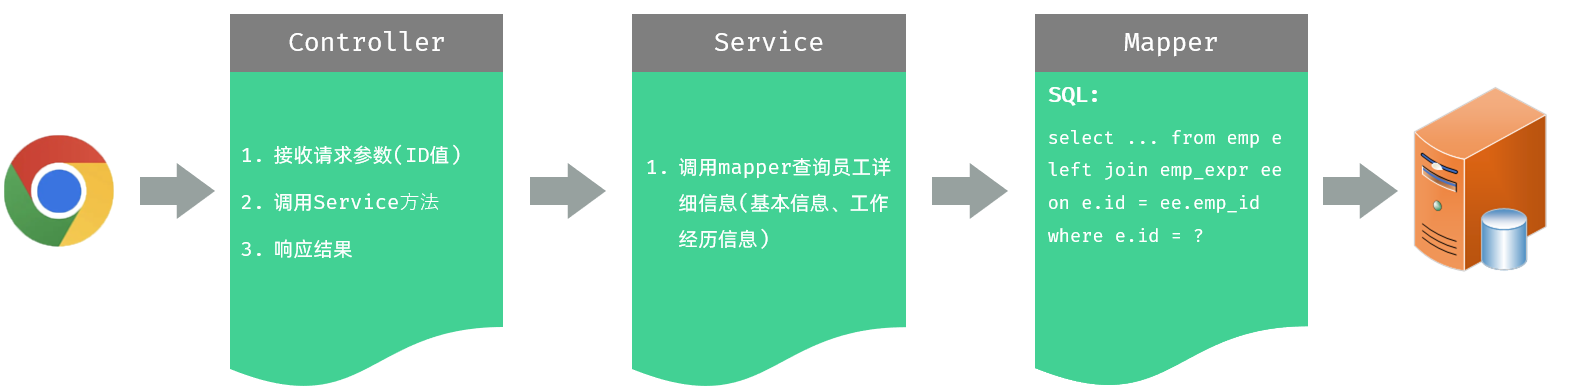 Controller
1. 接收请求参数(ID值)
2. 调用Service方法
3. 响应结果
Service
1. 调用mapper查询员工详
细信息(基本信息、工作
经历信息)
Mapper
SQL:
select ... from emp e
left join emp_expr ee
on e.id = ee.emp_id
where e.id = ?